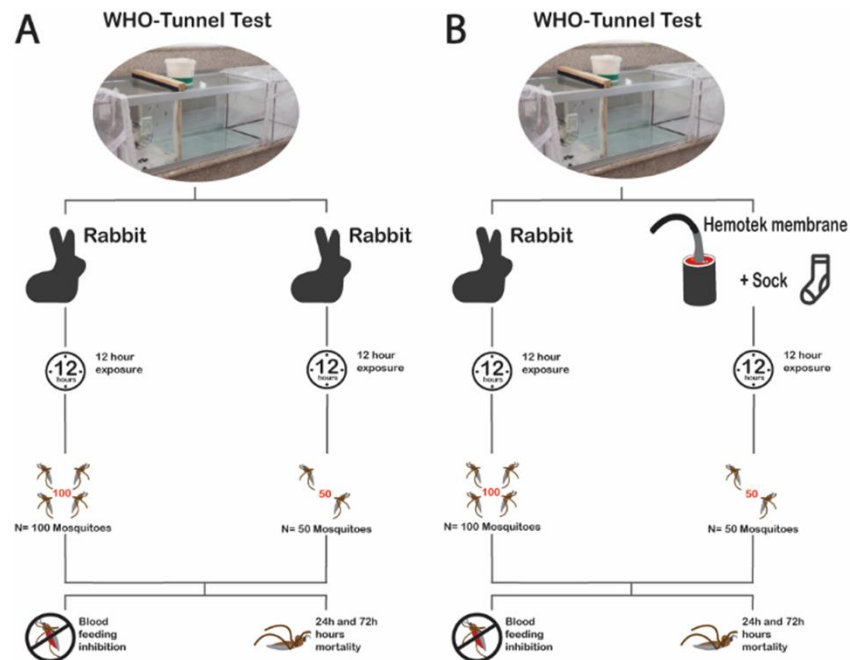 A
WHO-Tunnel Test
Rabbit
Rabbit
12
hours
12 hour
exposure
12
hours
12 hour
exposure
100
N= 100 Mosquitoes
50
N= 50 Mosquitoes
Blood
feeding
inhibition
24h and 72h
hours
mortality
B
WHO-Tunnel Test
Rabbit
Hemotek membrane
+ Sock
12
hours
12 hour
exposure
12
hours
12 hour
exposure
100
N= 100 Mosquitoes
50
N= 50 Mosquitoes
Blood
feeding
inhibition
24h and 72h
hours
mortality